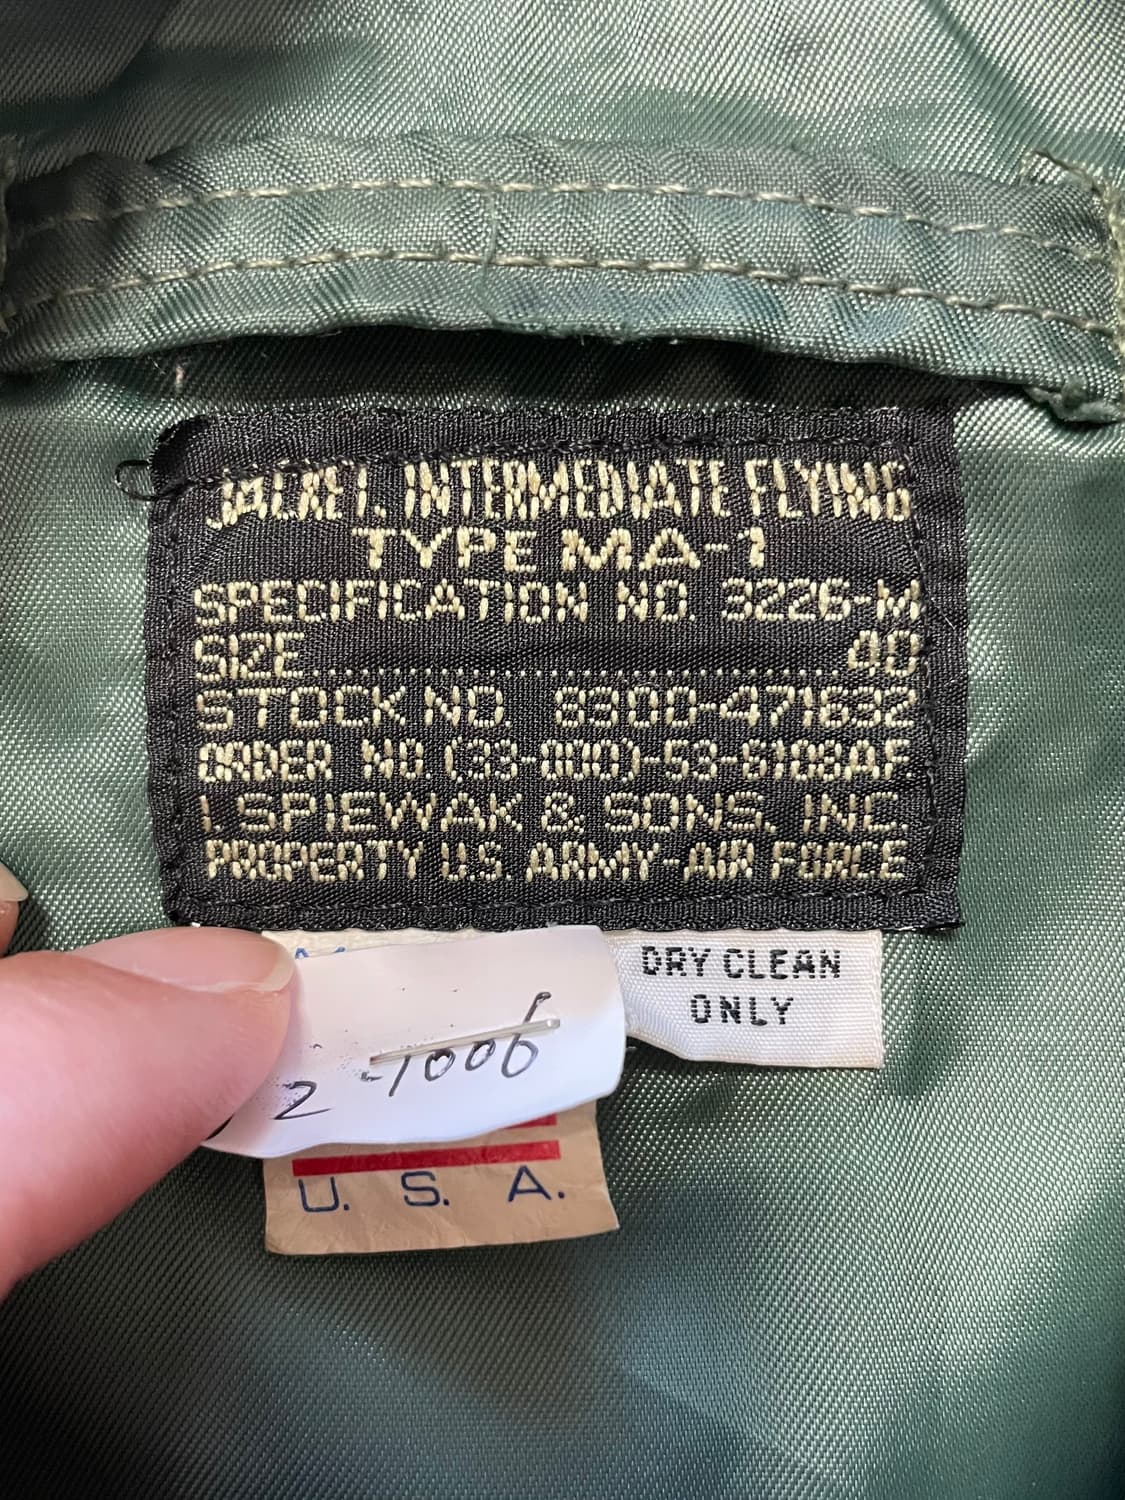 JACKET, INTERMEDIATE FLYING
TYPE MA-1
SPECIFICATION NO. 3226-M
SIZE 40
STOCK NO. 8300-471632
ORDER NO. (33-000)-53-6108AF
I. SPIEWAK & SONS, INC
PROPERTY U.S. ARMY-AIR FORCE
DRY CLEAN
ONLY
2 -1006
U. S. A.